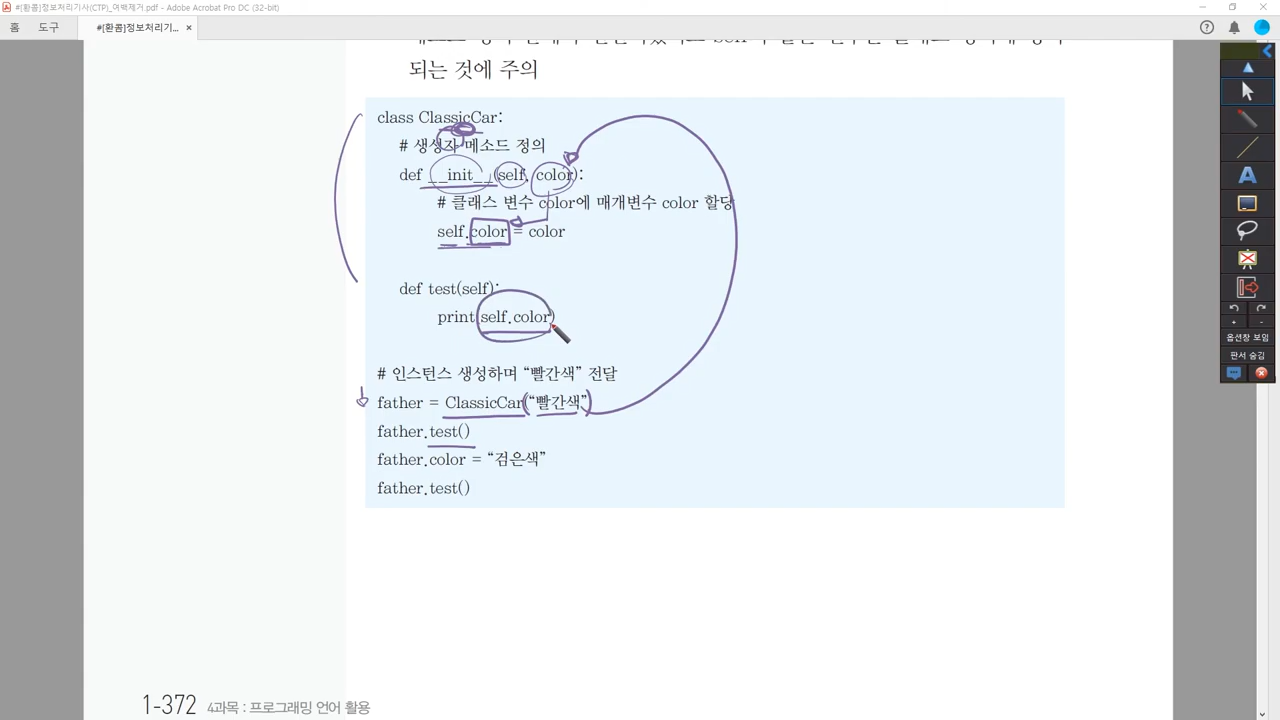 #[환콤]정보처리기사(CTP)_여백제거.pdf - Adobe Acrobat Pro DC (32-bit)
홈 도구 #[환콤]정보처리기... ×
되는 것에 주의
class ClassicCar:
# 생성자 메소드 정의
def __init__(self, color):
# 클래스 변수 color에 매개변수 color 할당
self.color = color
def test(self):
print(self.color)
# 인스턴스 생성하며 “빨간색” 전달
father = ClassicCar(“빨간색”)
father.test()
father.color = “검은색”
father.test()
옵션창 보임
판서 숨김
1-372 4과목 : 프로그래밍 언어 활용